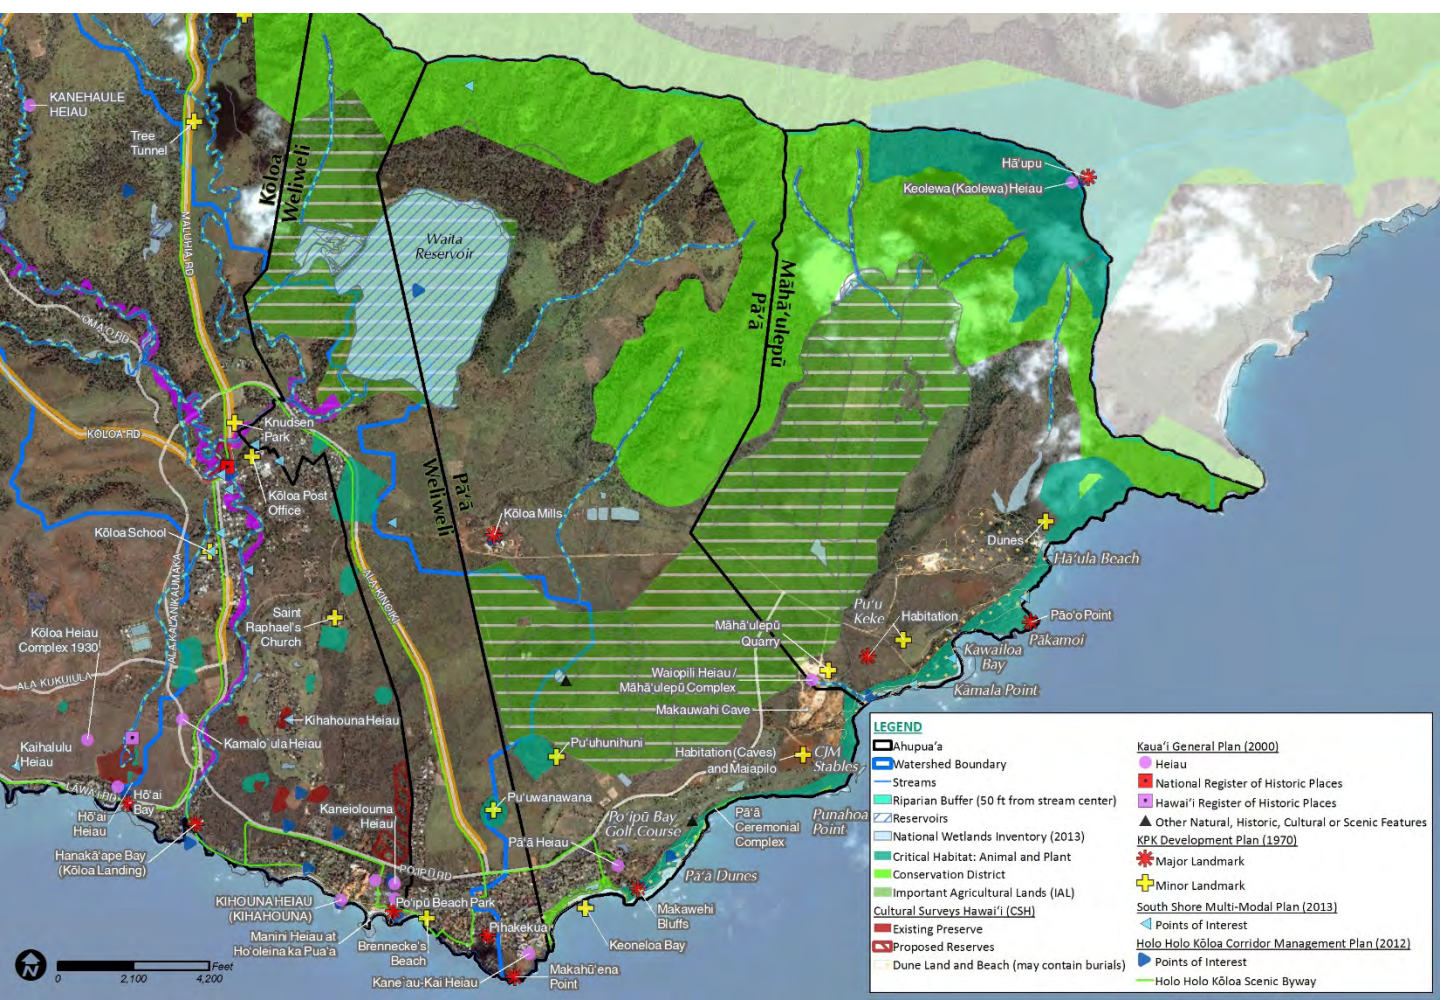 KANEHAULE
HEIAU
Tree
Tunnel
Kōloa
Weliweli
MALUHIA RD
Waita
Reservoir
Māhā'ulepū
Pā'ā
Hā'upu
Keolewa (Kaolewa) Heiau
OMA'O RD
KOLOA RD
Knudsen
Park
Kōloa Post
Office
Kōloa School
Pā'ā
Weliweli
Kōloa Mills
Dunes
Hā'ula Beach
ALA KALANIKAUMAKA
ALA KINOIKI
Saint
Raphael's
Church
Kōloa Heiau
Complex 1930
ALA KUKUIULA
Pu'u
Keke
Habitation
Pāo'o Point
Pākamoi
Māhā'ulepū
Quarry
Kawailoa
Bay
Waiopili Heiau /
Māhā'ulepū Complex
Kāmala Point
Makauwahi Cave
Kihahouna Heiau
Kamalo'ula Heiau
Kaihalulu
Heiau
Pu'uhunihuni
Habitation (Caves)
and Maiapilo
CJM
Stables
LAWA'I RD
Hō'ai
Bay
Hō'ai
Heiau
Kaneiolouma
Heiau
Pu'uwanawana
Po'ipū Bay
Golf Course
Pā'ā
Ceremonial
Complex
Punahoa
Point
Hanakā'ape Bay
(Kōloa Landing)
Pā'ā Heiau
PO'IPŪ RD
Pā'ā Dunes
KIHOUNA HEIAU
(KIHAHOUNA)
Po'ipū Beach Park
Makawehi
Bluffs
Manini Heiau at
Ho'oleina ka Pua'a
Brennecke's
Beach
Pihakekua
Keoneloa Bay
Kane'au-Kai Heiau
Makahū'ena
Point
N
Feet
0 2,100 4,200
LEGEND
Ahupua'a
Watershed Boundary
Streams
Riparian Buffer (50 ft from stream center)
Reservoirs
National Wetlands Inventory (2013)
Critical Habitat: Animal and Plant
Conservation District
Important Agricultural Lands (IAL)
Cultural Surveys Hawai'i (CSH)
Existing Preserve
Proposed Reserves
Dune Land and Beach (may contain burials)
Kaua'i General Plan (2000)
Heiau
National Register of Historic Places
Hawai'i Register of Historic Places
Other Natural, Historic, Cultural or Scenic Features
KPK Development Plan (1970)
Major Landmark
Minor Landmark
South Shore Multi-Modal Plan (2013)
Points of Interest
Holo Holo Kōloa Corridor Management Plan (2012)
Points of Interest
Holo Holo Kōloa Scenic Byway